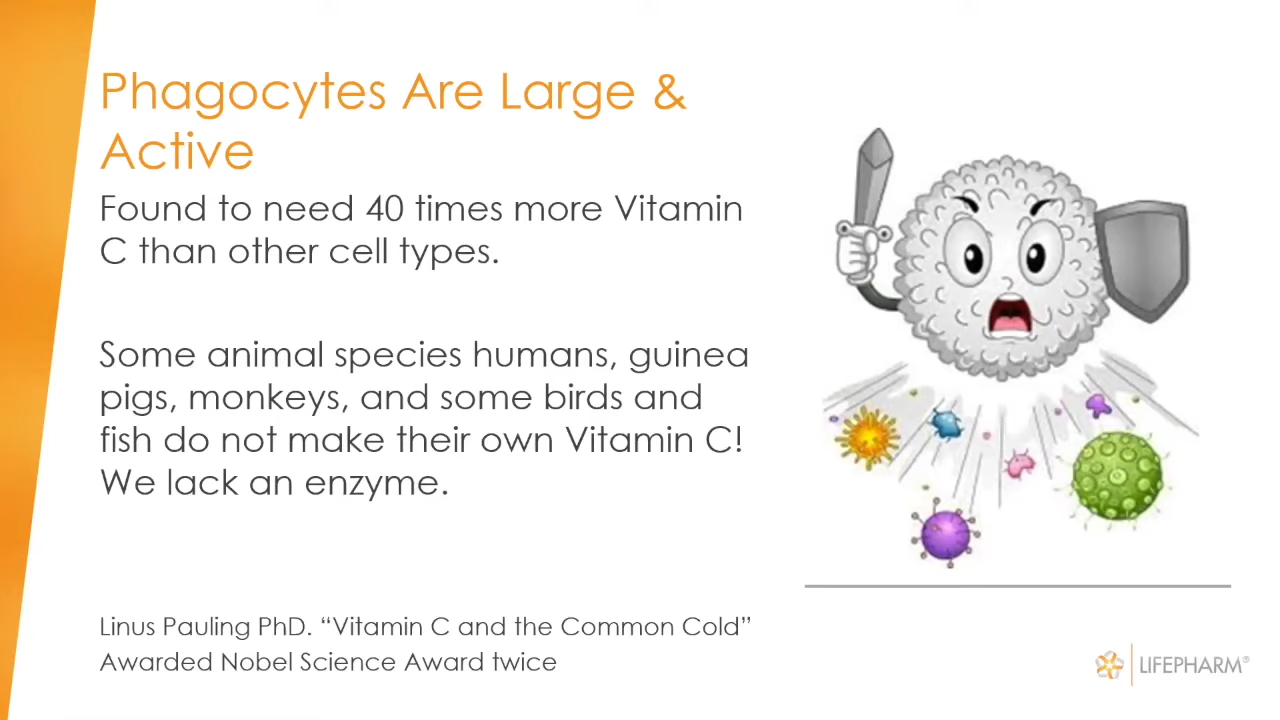 Phagocytes Are Large &
Active
Found to need 40 times more Vitamin
C than other cell types.
Some animal species humans, guinea
pigs, monkeys, and some birds and
fish do not make their own Vitamin C!
We lack an enzyme.
Linus Pauling PhD. “Vitamin C and the Common Cold”
Awarded Nobel Science Award twice
LIFEPHARM®